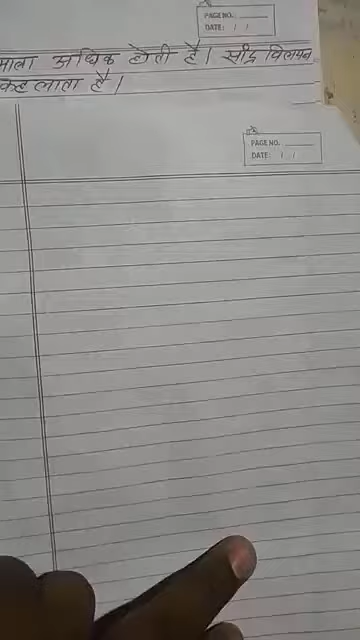 PAGE NO.
DATE: / /
मात्रा अधिक होती है। सांद्र विलयन
कहलाता है।
PAGE NO.
DATE: / /